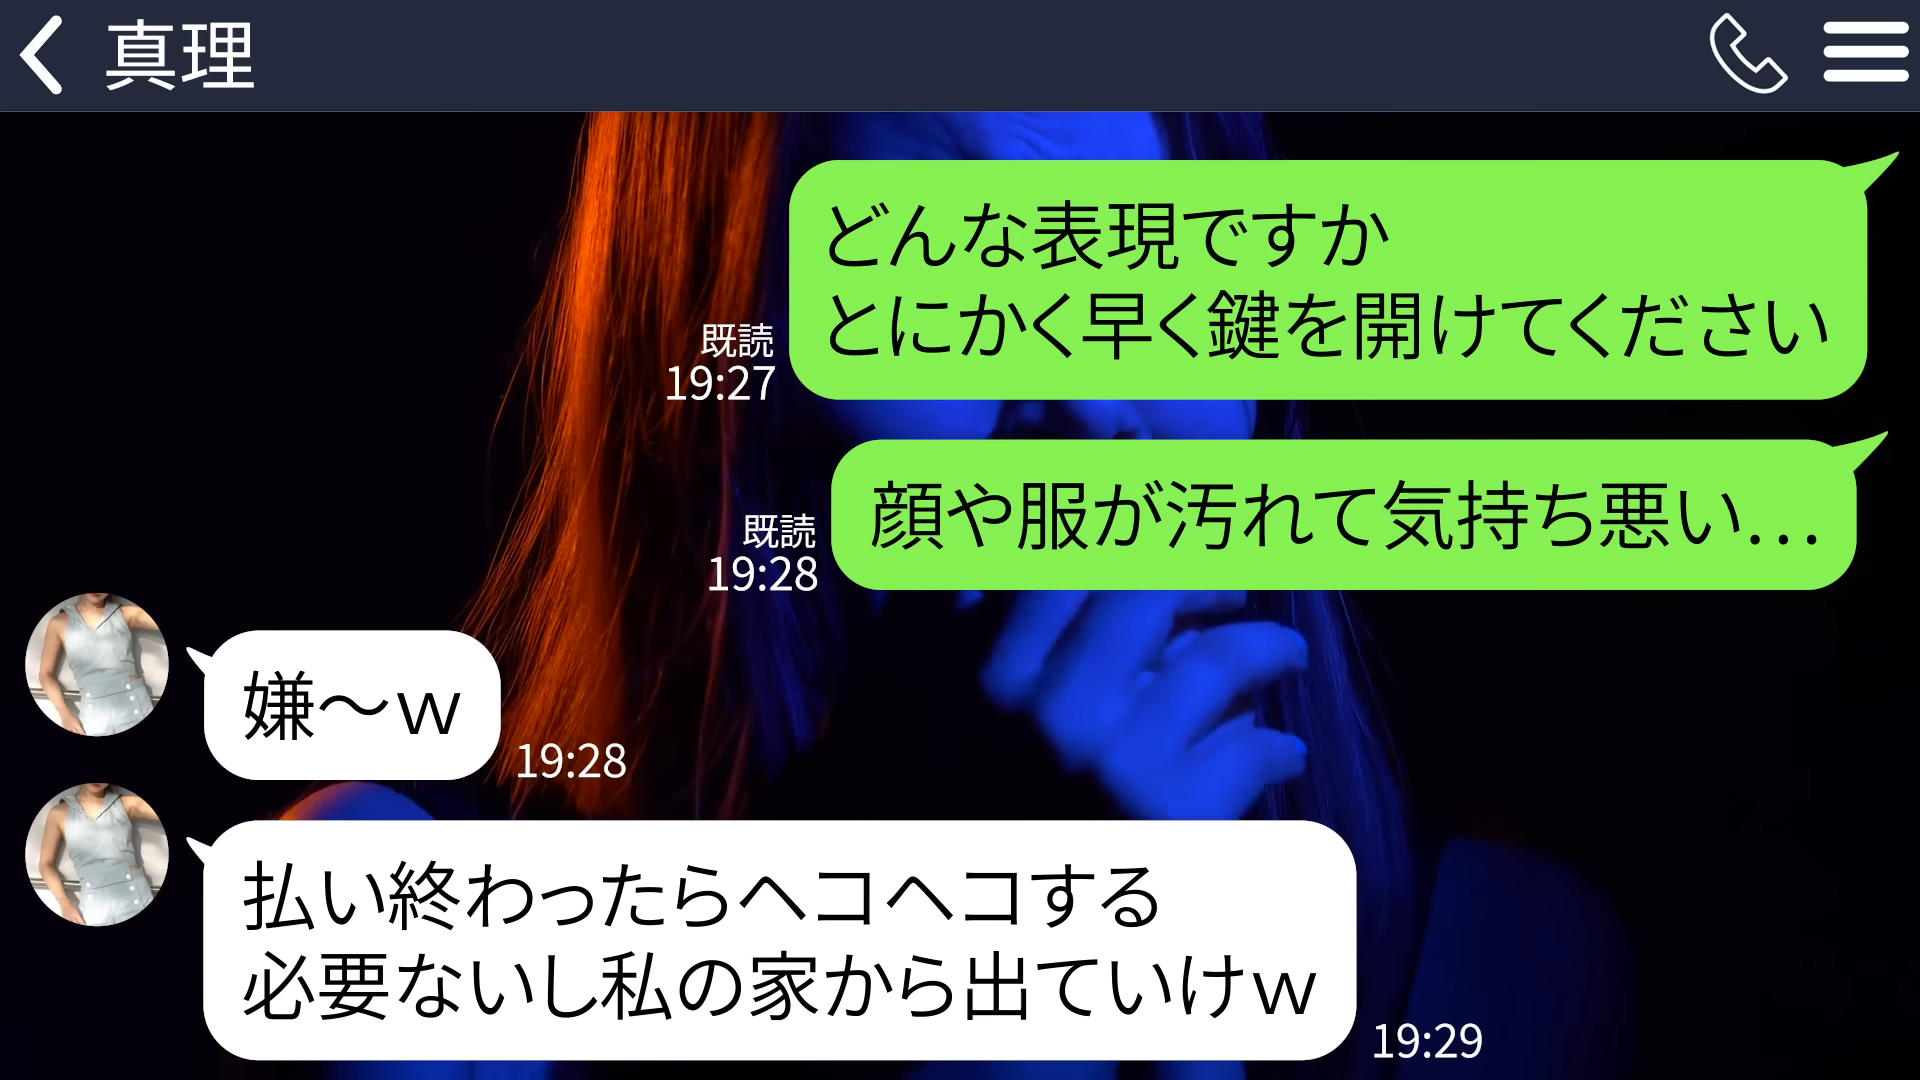 真理
どんな表現ですか
とにかく早く鍵を開けてください
既読
19:27
顔や服が汚れて気持ち悪い…
既読
19:28
嫌〜w
19:28
払い終わったらヘコヘコする
必要ないし私の家から出ていけw
19:29